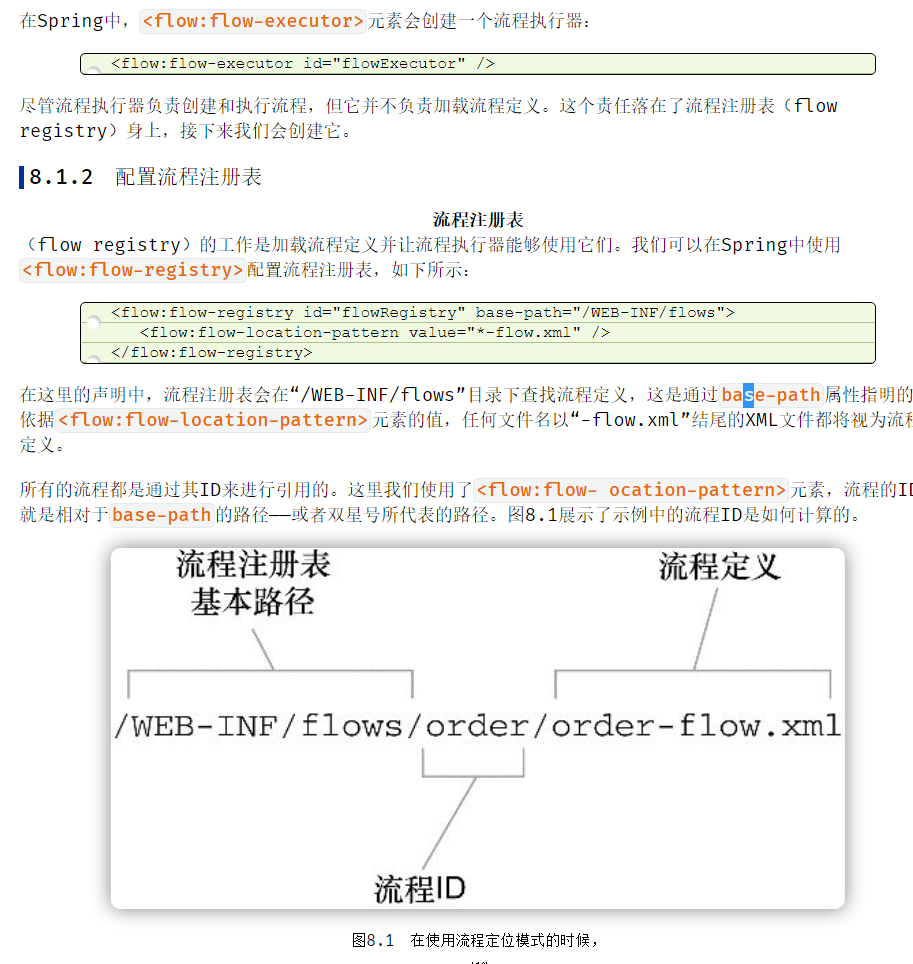 在Spring中，<flow:flow-executor>元素会创建一个流程执行器：
<flow:flow-executor id="flowExecutor" />
尽管流程执行器负责创建和执行流程，但它并不负责加载流程定义。这个责任落在了流程注册表（flow
registry）身上，接下来我们会创建它。
8.1.2 配置流程注册表
流程注册表
（flow registry）的工作是加载流程定义并让流程执行器能够使用它们。我们可以在Spring中使用
<flow:flow-registry>配置流程注册表，如下所示：
<flow:flow-registry id="flowRegistry" base-path="/WEB-INF/flows">
<flow:flow-location-pattern value="*-flow.xml" />
</flow:flow-registry>
在这里的声明中，流程注册表会在“/WEB-INF/flows”目录下查找流程定义，这是通过base-path属性指明的
依据<flow:flow-location-pattern>元素的值，任何文件名以“-flow.xml”结尾的XML文件都将视为流程
定义。
所有的流程都是通过其ID来进行引用的。这里我们使用了<flow:flow- ocation-pattern>元素，流程的ID
就是相对于base-path的路径——或者双星号所代表的路径。图8.1展示了示例中的流程ID是如何计算的。
流程注册表
基本路径
流程定义
/WEB-INF/flows/order/order-flow.xml
流程ID
图8.1 在使用流程定位模式的时候，